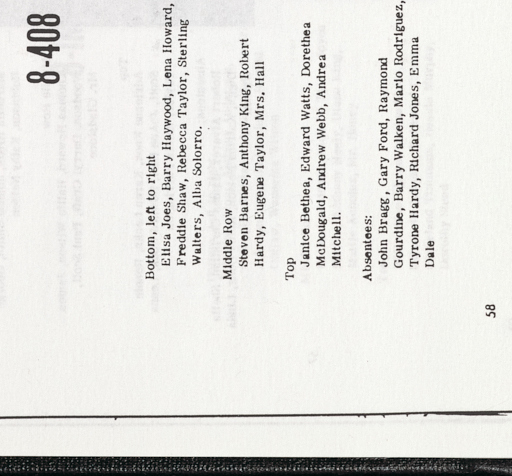 8-408
Bottom, left to right
Elisa Joes, Barry Haywood, Lena Howard,
Freddie Shaw, Rebecca Taylor, Sterling
Walters, Alba Solorro.
Middle Row
Steven Barnes, Anthony King, Robert
Hardy, Eugene Taylor, Mrs. Hall
Top
Janice Bethea, Edward Watts, Dorethea
McDougald, Andrew Webb, Andrea
Mitchell.
Absentees:
John Bragg, Gary Ford, Raymond
Gourdine, Barry Walken, Mario Rodriguez,
Tyrone Hardy, Richard Jones, Emma
Dale
58